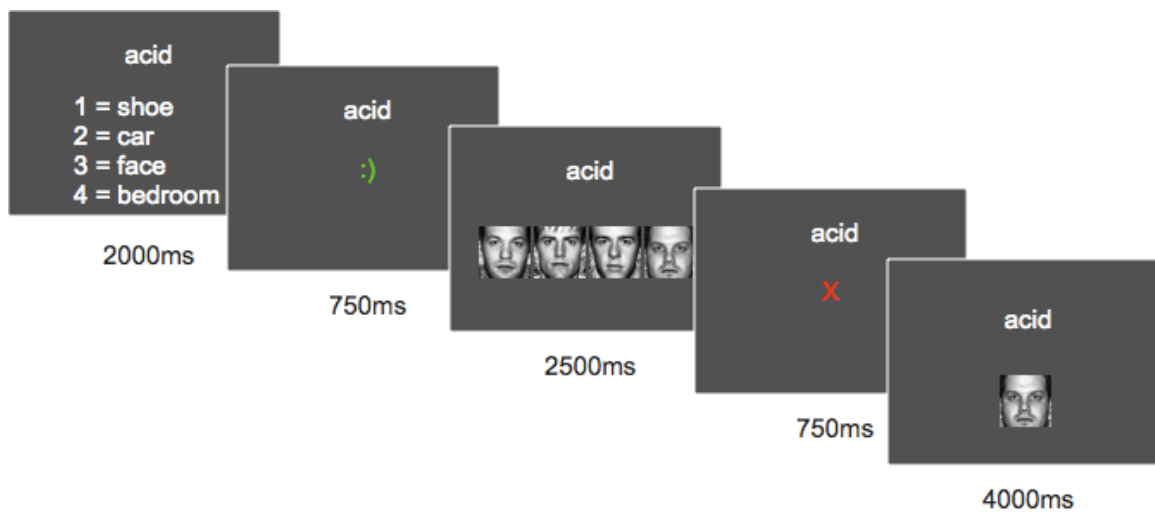 acid
1 = shoe
2 = car
3 = face
4 = bedroom
2000ms
acid
:)
750ms
acid
2500ms
acid
X
750ms
acid
4000ms